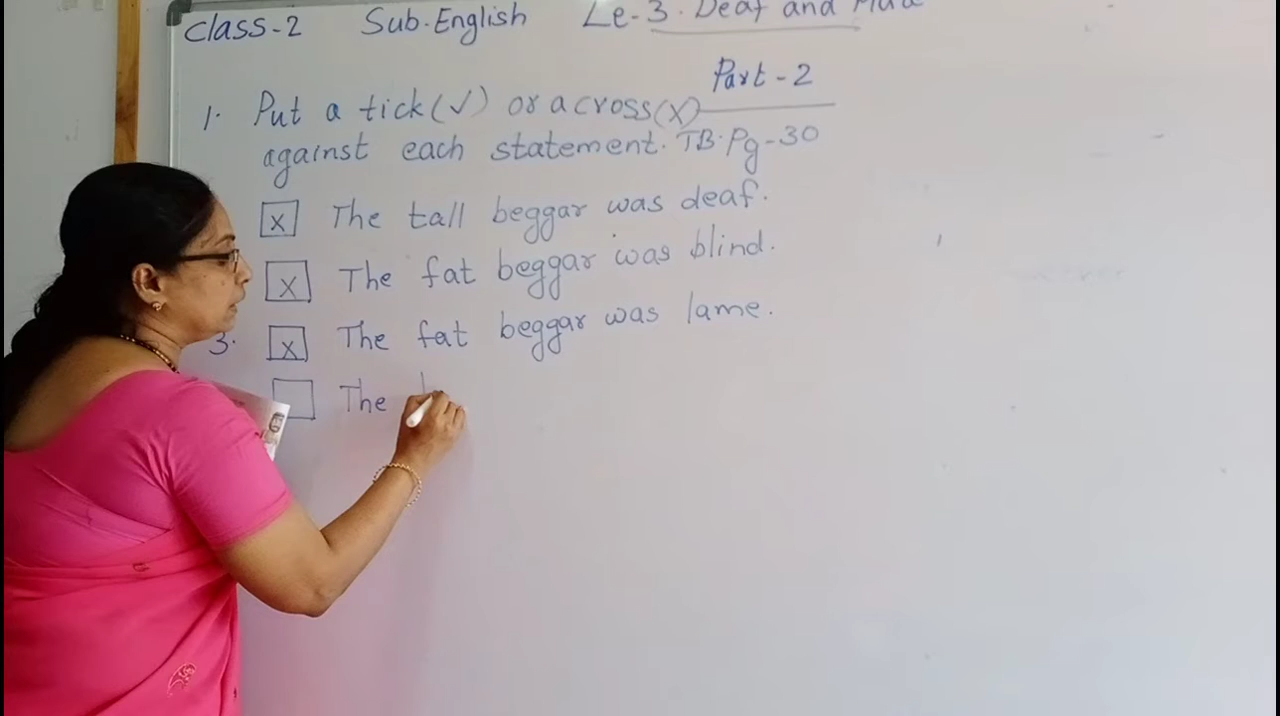 Class-2 Sub. English Le-3. Deaf and
Part-2
1. Put a tick (✓) or a cross (X)
against each statement. TB. Pg-30
X The tall beggar was deaf.
X The fat beggar was blind.
3. X The fat beggar was lame.
The